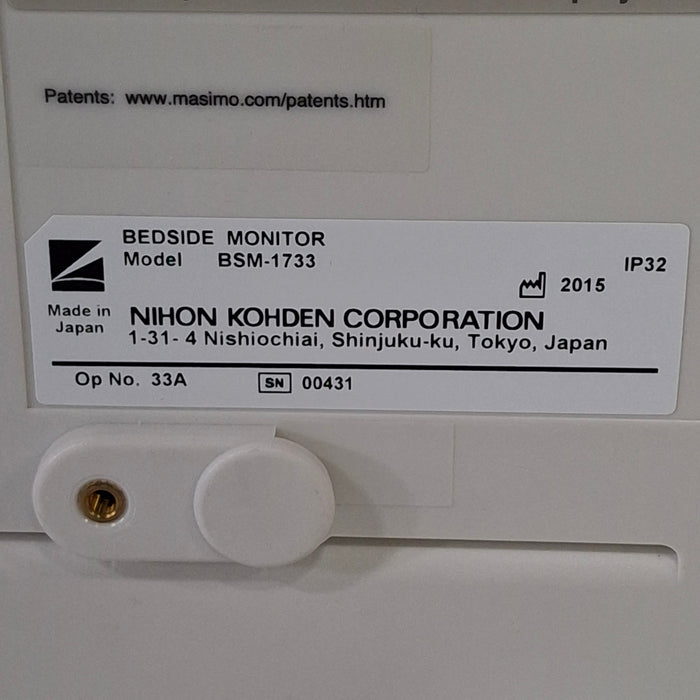 Patents: www.masimo.com/patents.htm
BEDSIDE MONITOR
Model BSM-1733
IP32
2015
Made in
Japan
NIHON KOHDEN CORPORATION
1-31- 4 Nishiochiai, Shinjuku-ku, Tokyo, Japan
Op No. 33A SN 00431